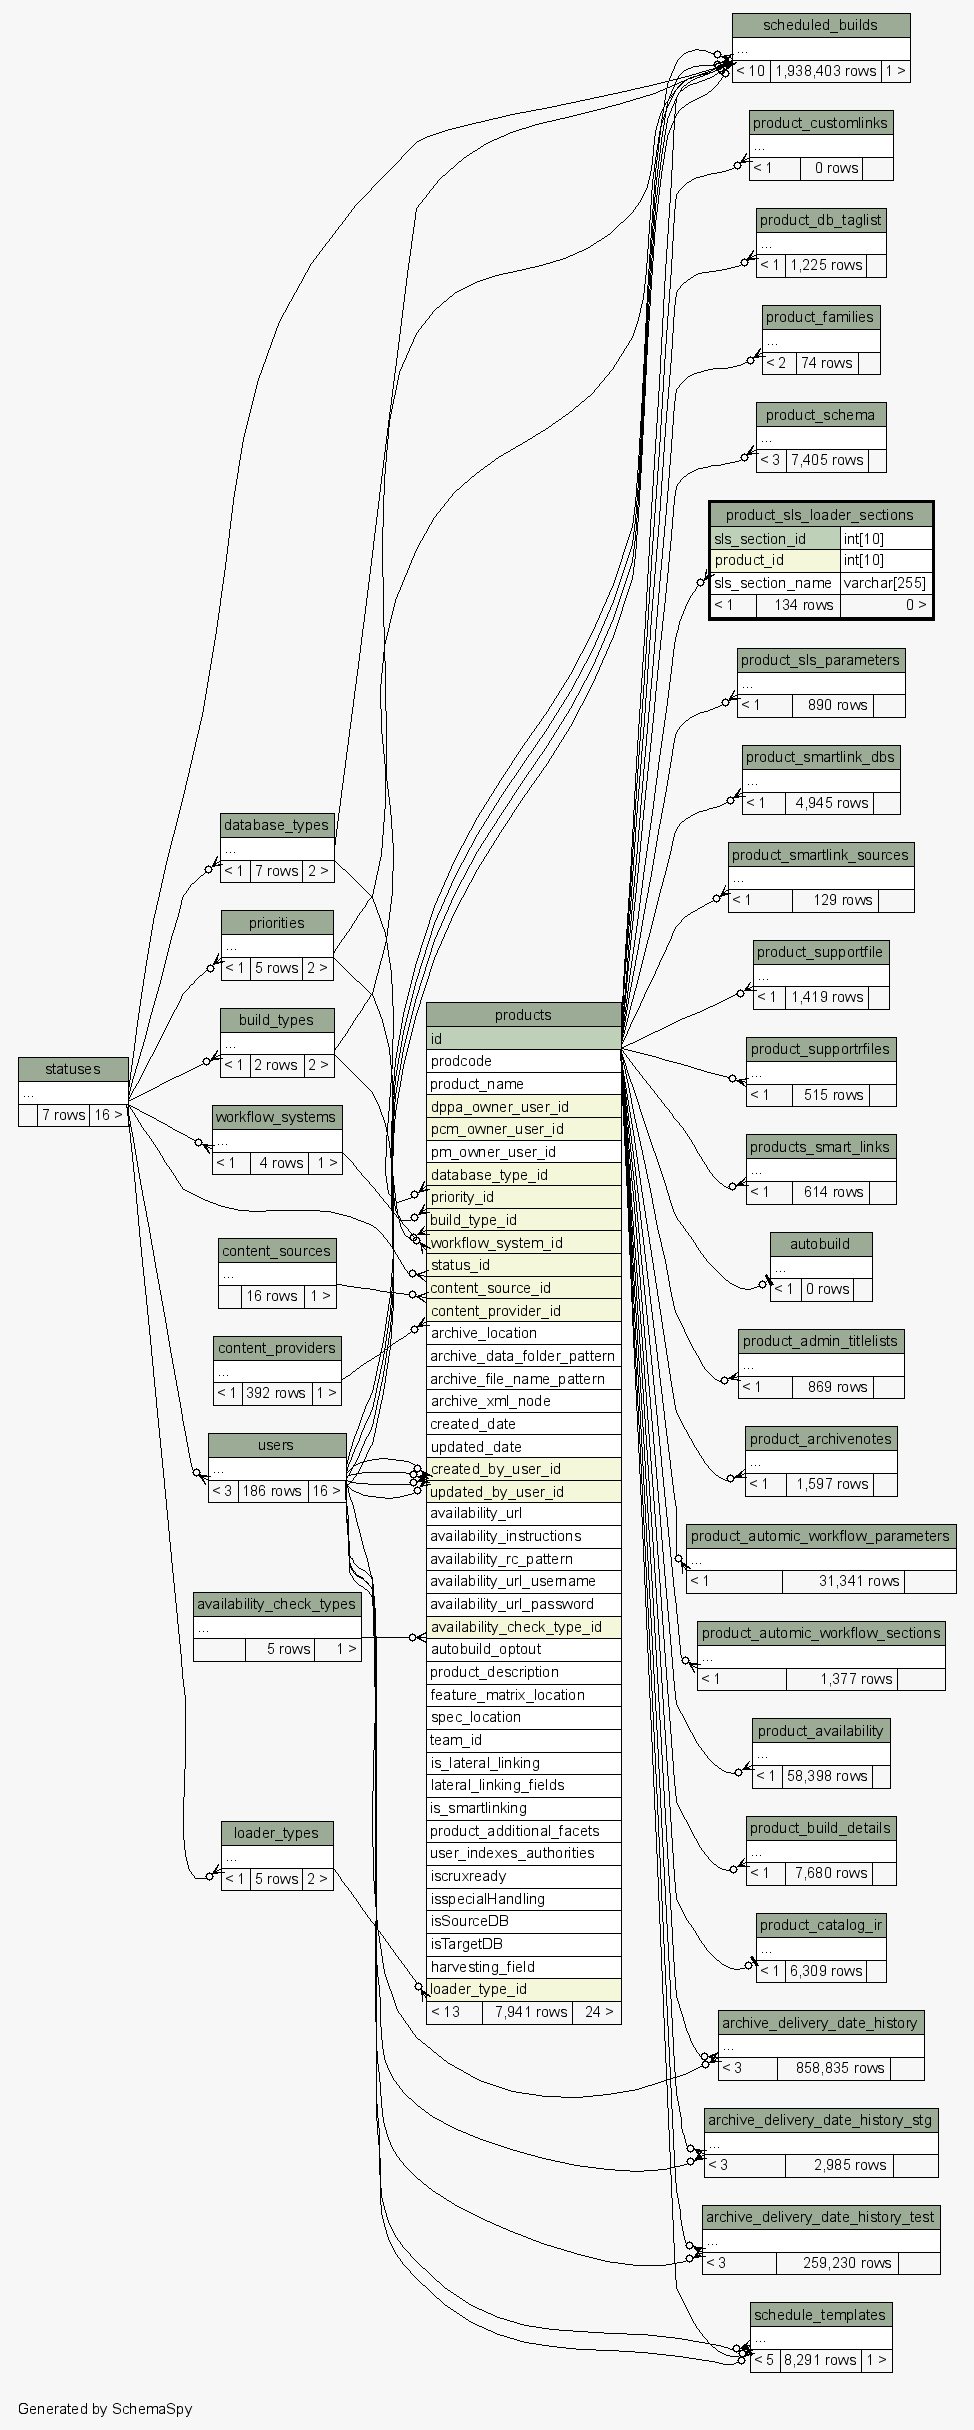 scheduled_builds
...
< 10 1,938,403 rows 1 >
product_customlinks
...
< 1 0 rows
product_db_taglist
...
< 1 1,225 rows
product_families
...
< 2 74 rows
product_schema
...
< 3 7,405 rows
product_sls_loader_sections
sls_section_id int[10]
product_id int[10]
sls_section_name varchar[255]
< 1 134 rows 0 >
product_sls_parameters
...
< 1 890 rows
product_smartlink_dbs
...
< 1 4,945 rows
product_smartlink_sources
...
< 1 129 rows
product_supportfile
...
< 1 1,419 rows
product_supportrfiles
...
< 1 515 rows
products_smart_links
...
< 1 614 rows
autobuild
...
< 1 0 rows
product_admin_titlelists
...
< 1 869 rows
product_archivenotes
...
< 1 1,597 rows
product_automic_workflow_parameters
...
< 1 31,341 rows
product_automic_workflow_sections
...
< 1 1,377 rows
product_availability
...
< 1 58,398 rows
product_build_details
...
< 1 7,680 rows
product_catalog_ir
...
< 1 6,309 rows
archive_delivery_date_history
...
< 3 858,835 rows
archive_delivery_date_history_stg
...
< 3 2,985 rows
archive_delivery_date_history_test
...
< 3 259,230 rows
schedule_templates
...
< 5 8,291 rows 1 >
products
id
prodcode
product_name
dppa_owner_user_id
pcm_owner_user_id
pm_owner_user_id
database_type_id
priority_id
build_type_id
workflow_system_id
status_id
content_source_id
content_provider_id
archive_location
archive_data_folder_pattern
archive_file_name_pattern
archive_xml_node
created_date
updated_date
created_by_user_id
updated_by_user_id
availability_url
availability_instructions
availability_rc_pattern
availability_url_username
availability_url_password
availability_check_type_id
autobuild_optout
product_description
feature_matrix_location
spec_location
team_id
is_lateral_linking
lateral_linking_fields
is_smartlinking
product_additional_facets
user_indexes_authorities
iscruxready
isspecialHandling
isSourceDB
isTargetDB
harvesting_field
loader_type_id
< 13 7,941 rows 24 >
database_types
...
< 1 7 rows 2 >
priorities
...
< 1 5 rows 2 >
build_types
...
< 1 2 rows 2 >
workflow_systems
...
< 1 4 rows 1 >
content_sources
...
16 rows 1 >
content_providers
...
< 1 392 rows 1 >
users
...
< 3 186 rows 16 >
availability_check_types
...
5 rows 1 >
loader_types
...
< 1 5 rows 2 >
statuses
...
7 rows 16 >
Generated by SchemaSpy